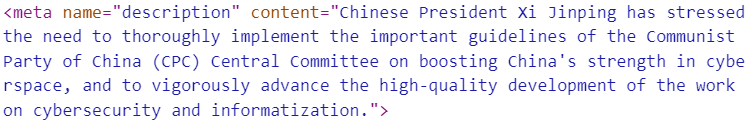 <meta name="description" content="Chinese President Xi Jinping has stressed
the need to thoroughly implement the important guidelines of the Communist
Party of China (CPC) Central Committee on boosting China's strength in cybe
rspace, and to vigorously advance the high-quality development of the work
on cybersecurity and informatization.">